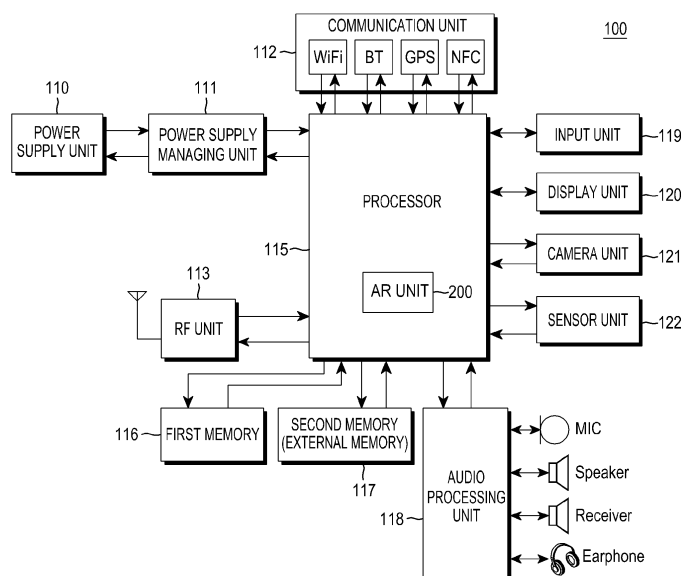 COMMUNICATION UNIT
100
112
WiFi
BT
GPS
NFC
110
111
POWER
SUPPLY UNIT
POWER SUPPLY
MANAGING UNIT
INPUT UNIT
119
PROCESSOR
DISPLAY UNIT
120
115
CAMERA UNIT
121
AR UNIT
200
113
RF UNIT
SENSOR UNIT
122
116
FIRST MEMORY
SECOND MEMORY
(EXTERNAL MEMORY)
117
118
AUDIO
PROCESSING
UNIT
MIC
Speaker
Receiver
Earphone